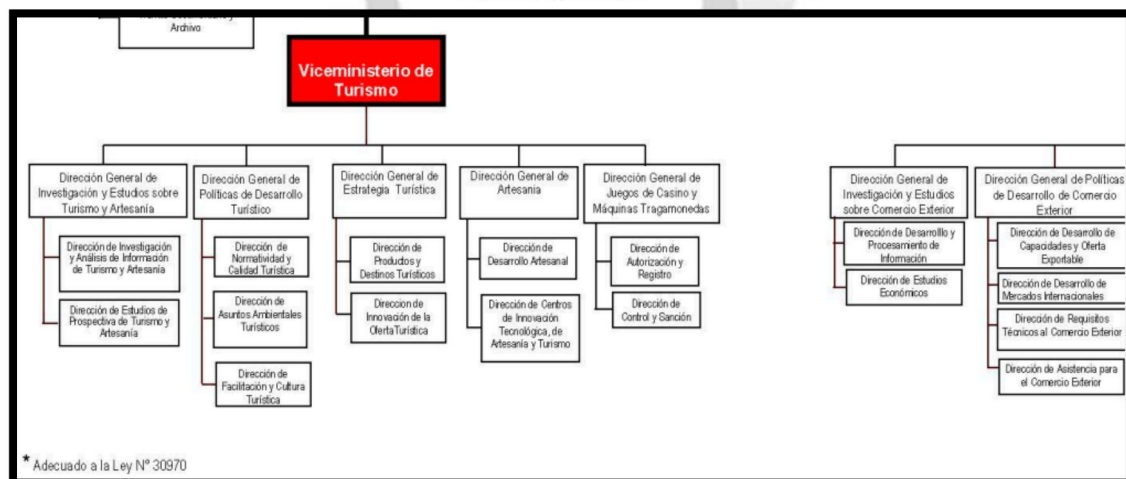 Archivo
Viceministerio de
Turismo
Dirección General de
Investigación y Estudios sobre
Turismo y Artesanía
Dirección de Investigación
y Análisis de Información
de Turismo y Artesanía
Dirección de Estudios de
Prospectiva de Turismo y
Artesanía
Dirección General de
Políticas de Desarrollo
Turístico
Dirección de
Normatividad y
Calidad Turística
Dirección de
Asuntos Ambientales
Turísticos
Dirección de
Facilitación y Cultura
Turística
Dirección General de
Estrategia Turística
Dirección de
Productos y
Destinos Turísticos
Direccion de
Innovación de la
Oferta Turística
Dirección General de
Artesania
Dirección de
Desarrollo Artesanal
Dirección de Centros
de Innovación
Tecnológica, de
Artesanía y Turismo
Dirección General de
Juegos de Casino y
Máquinas Tragamonedas
Dirección de
Autorización y
Registro
Dirección de
Control y Sanción
Dirección General de
Investigación y Estudios
sobre Comercio Exterior
Dirección de Desarrolllo y
Procesamiento de
Información
Dirección de Estudios
Económicos
Dirección General de Políticas
de Desarrollo de Comercio
Exterior
Dirección de Desarrollo de
Capacidades y Oferta
Exportable
Dirección de Desarrollo de
Mercados Internacionales
Dirección de Requisitos
Técnicos al Comercio Exterior
Dirección de Asistencia para
el Comercio Exterior
* Adecuado a la Ley N° 30970